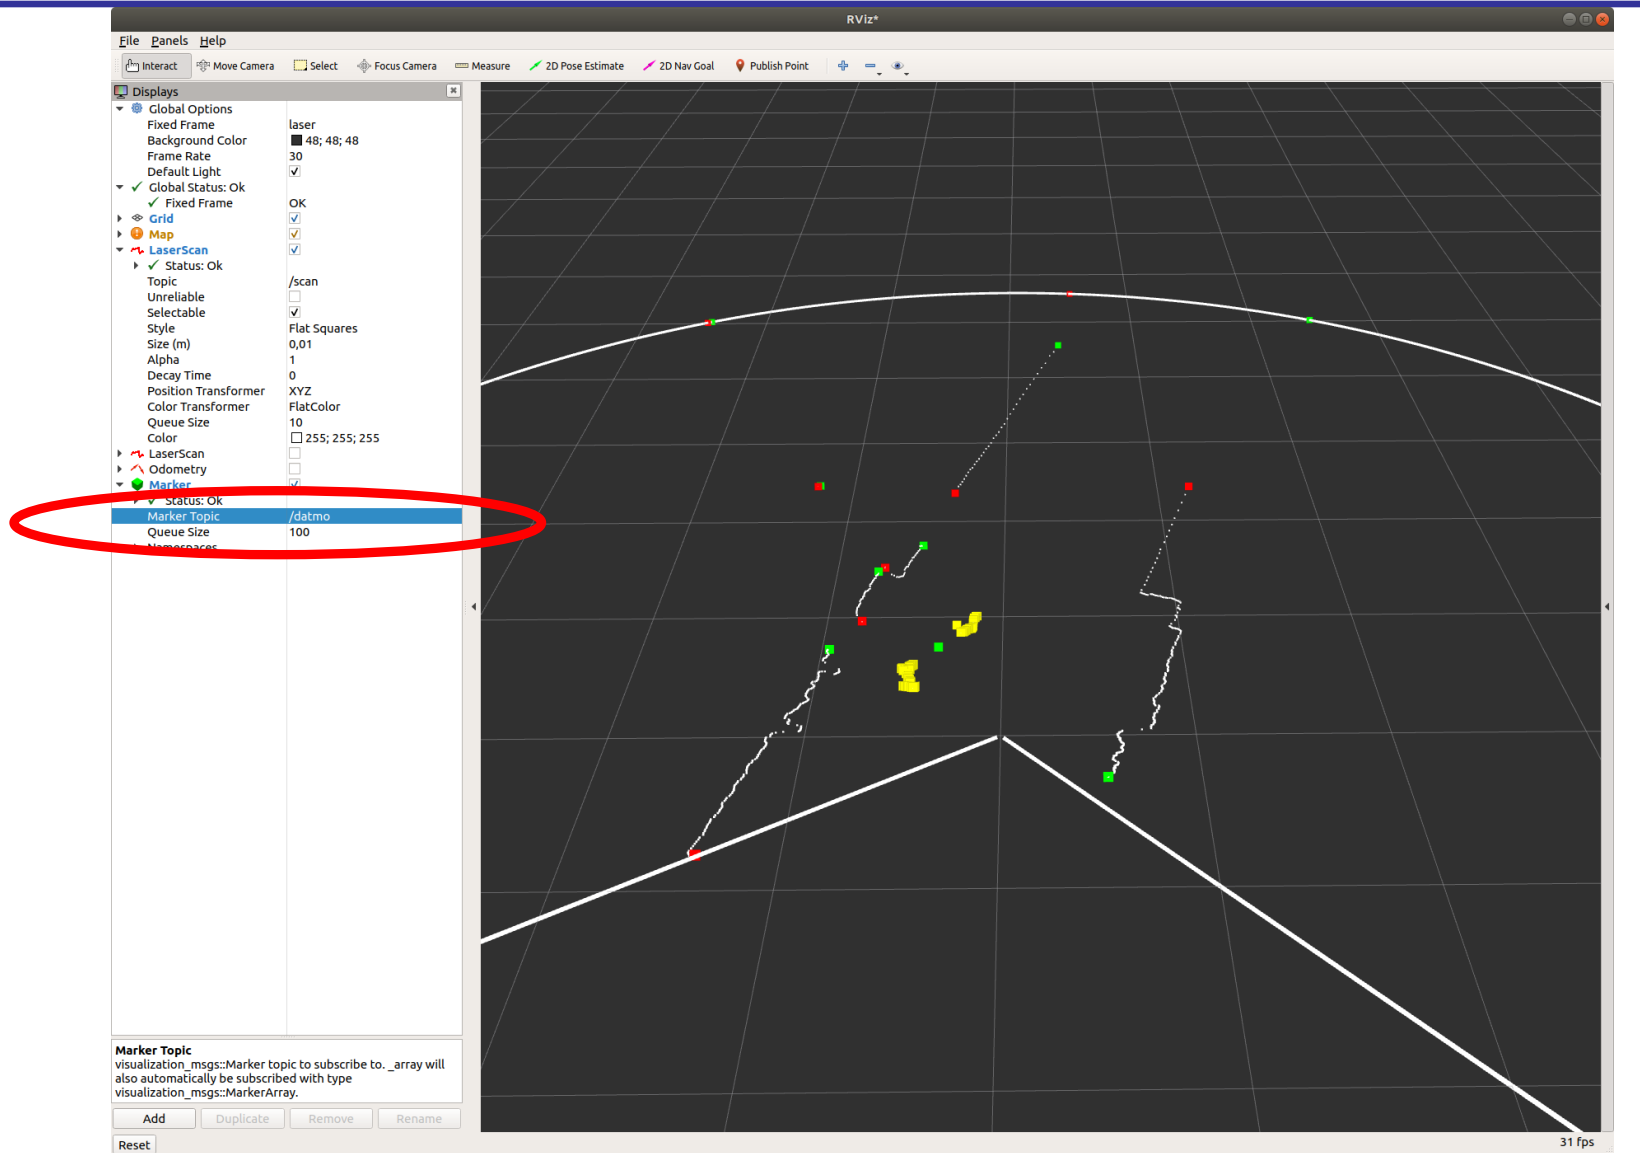 RViz*
File Panels Help
Interact Move Camera Select Focus Camera Measure 2D Pose Estimate 2D Nav Goal Publish Point
Displays
Global Options
Fixed Frame laser
Background Color 48; 48; 48
Frame Rate 30
Default Light
Global Status: Ok
Fixed Frame OK
Grid
Map
LaserScan
Status: Ok
Topic /scan
Unreliable
Selectable
Style Flat Squares
Size (m) 0,01
Alpha 1
Decay Time 0
Position Transformer XYZ
Color Transformer FlatColor
Queue Size 10
Color 255; 255; 255
LaserScan
Odometry
Marker
Status: Ok
Marker Topic /datmo
Queue Size 100
Namespaces
Marker Topic
visualization_msgs::Marker topic to subscribe to. _array will
also automatically be subscribed with type
visualization_msgs::MarkerArray.
Add Duplicate Remove Rename
Reset
31 fps